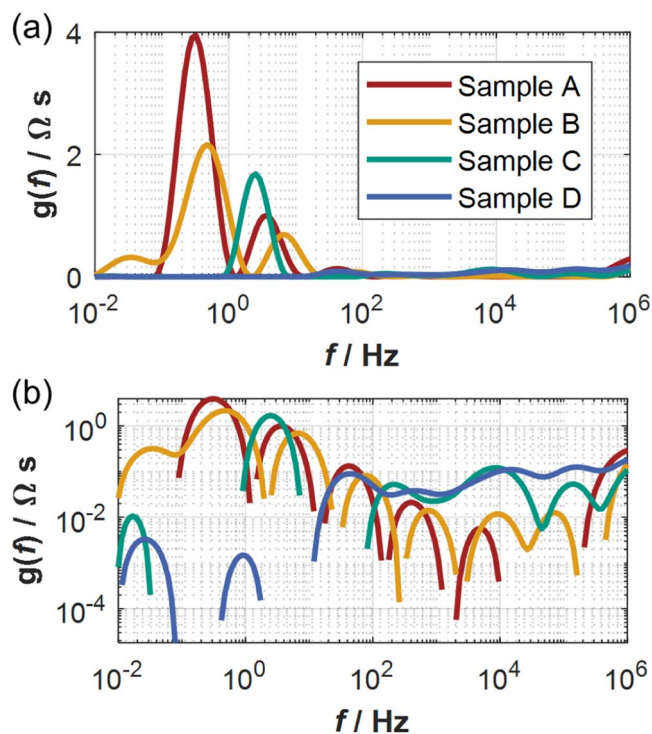 (a)
4
2
0
g(f) / Ω s
Sample A
Sample B
Sample C
Sample D
10⁻² 10⁰ 10² 10⁴ 10⁶
f / Hz
(b)
10⁰
10⁻²
10⁻⁴
g(f) / Ω s
10⁻² 10⁰ 10² 10⁴ 10⁶
f / Hz